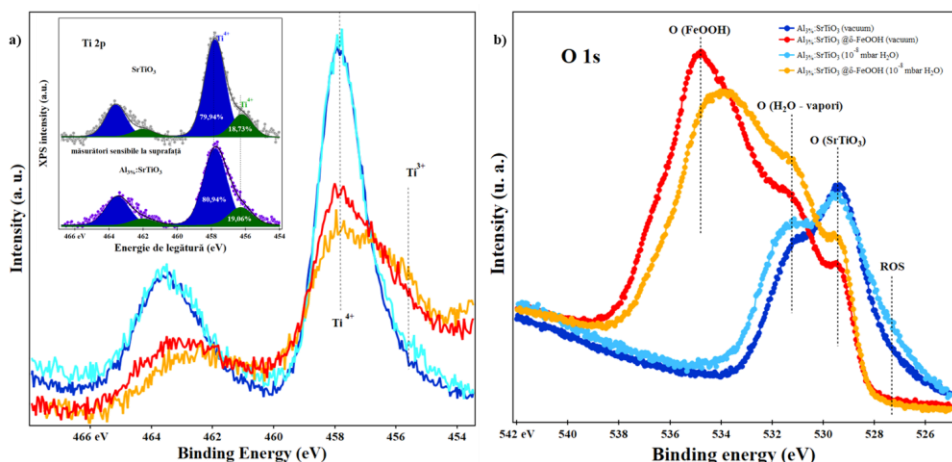 a)
Ti 2p
Ti⁴⁺
SrTiO₃
Ti⁴⁺
79,94%
18,73%
XPS intensity (a.u.)
măsurători sensibile la suprafață
Al₃%:SrTiO₃
80,94%
19,06%
466 eV 464 462 460 458 456 454
Energie de legătură (eV)
Ti³⁺
Ti ⁴⁺
Intensity (a. u.)
466 eV 464 462 460 458 456 454
Binding Energy (eV)
b)
O 1s
O (FeOOH)
Al₃%:SrTiO₃ (vacuum)
Al₃%:SrTiO₃ @δ-FeOOH (vacuum)
Al₃%:SrTiO₃ (10⁻⁸ mbar H₂O)
Al₃%:SrTiO₃ @δ-FeOOH (10⁻⁸ mbar H₂O)
O (H₂O - vapori)
O (SrTiO₃)
ROS
Intensity (u. a.)
542 eV 540 534 533 530 528 526
Binding energy (eV)